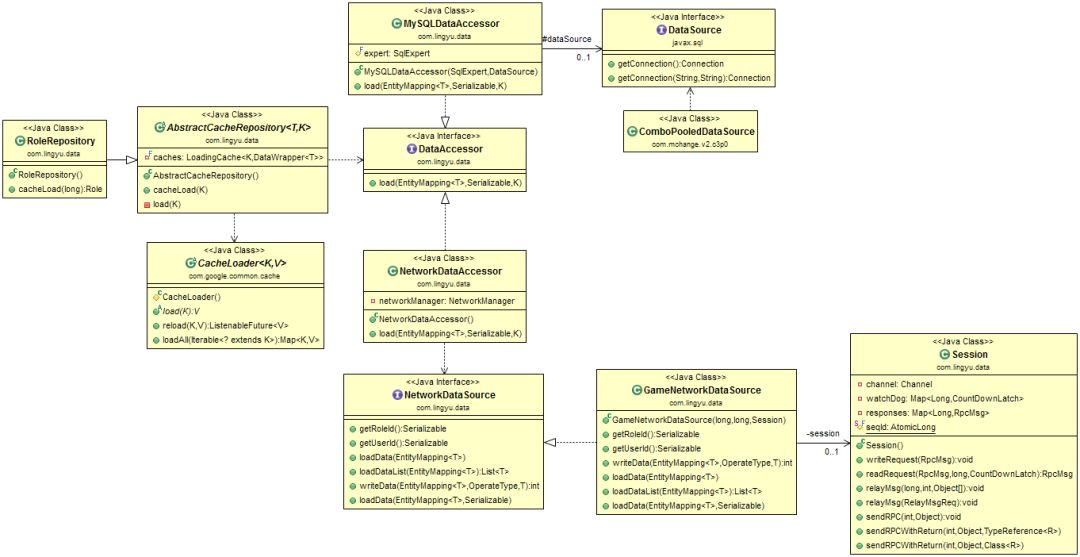 <<Java Class>>
MySQLDataAccessor
com.lingyu.data
expert: SqlExpert
MySQLDataAccessor(SqlExpert,DataSource)
load(EntityMapping<T>,Serializable,K)
#dataSource
0..1
<<Java Interface>>
DataSource
javax.sql
getConnection():Connection
getConnection(String,String):Connection
<<Java Class>>
ComboPooledDataSource
com.mchange.v2.c3p0
<<Java Class>>
RoleRepository
com.lingyu.data
RoleRepository()
cacheLoad(long):Role
<<Java Class>>
AbstractCacheRepository<T,K>
com.lingyu.data
caches: LoadingCache<K,DataWrapper<T>>
AbstractCacheRepository()
cacheLoad(K)
load(K)
<<Java Interface>>
DataAccessor
com.lingyu.data
load(EntityMapping<T>,Serializable,K)
<<Java Class>>
CacheLoader<K,V>
com.google.common.cache
CacheLoader()
load(K):V
reload(K,V):ListenableFuture<V>
loadAll(Iterable<? extends K>):Map<K,V>
<<Java Class>>
NetworkDataAccessor
com.lingyu.data
networkManager: NetworkManager
NetworkDataAccessor()
load(EntityMapping<T>,Serializable,K)
<<Java Interface>>
NetworkDataSource
com.lingyu.data
getRoleId():Serializable
getUserId():Serializable
loadData(EntityMapping<T>)
loadDataList(EntityMapping<T>):List<T>
writeData(EntityMapping<T>,OperateType,T):int
loadData(EntityMapping<T>,Serializable)
<<Java Class>>
GameNetworkDataSource
com.lingyu.data
GameNetworkDataSource(long,long,Session)
getRoleId():Serializable
getUserId():Serializable
writeData(EntityMapping<T>,OperateType,T):int
loadData(EntityMapping<T>)
loadDataList(EntityMapping<T>):List<T>
loadData(EntityMapping<T>,Serializable)
-session
0..1
<<Java Class>>
Session
com.lingyu.data
channel: Channel
watchDog: Map<Long,CountDownLatch>
responses: Map<Long,RpcMsg>
seqId: AtomicLong
Session()
writeRequest(RpcMsg):void
readRequest(RpcMsg,long,CountDownLatch):RpcMsg
relayMsg(long,int,Object[]):void
relayMsg(RelayMsgReq):void
sendRPC(int,Object):void
sendRPCWithReturn(int,Object,TypeReference<R>)
sendRPCWithReturn(int,Object,Class<R>)